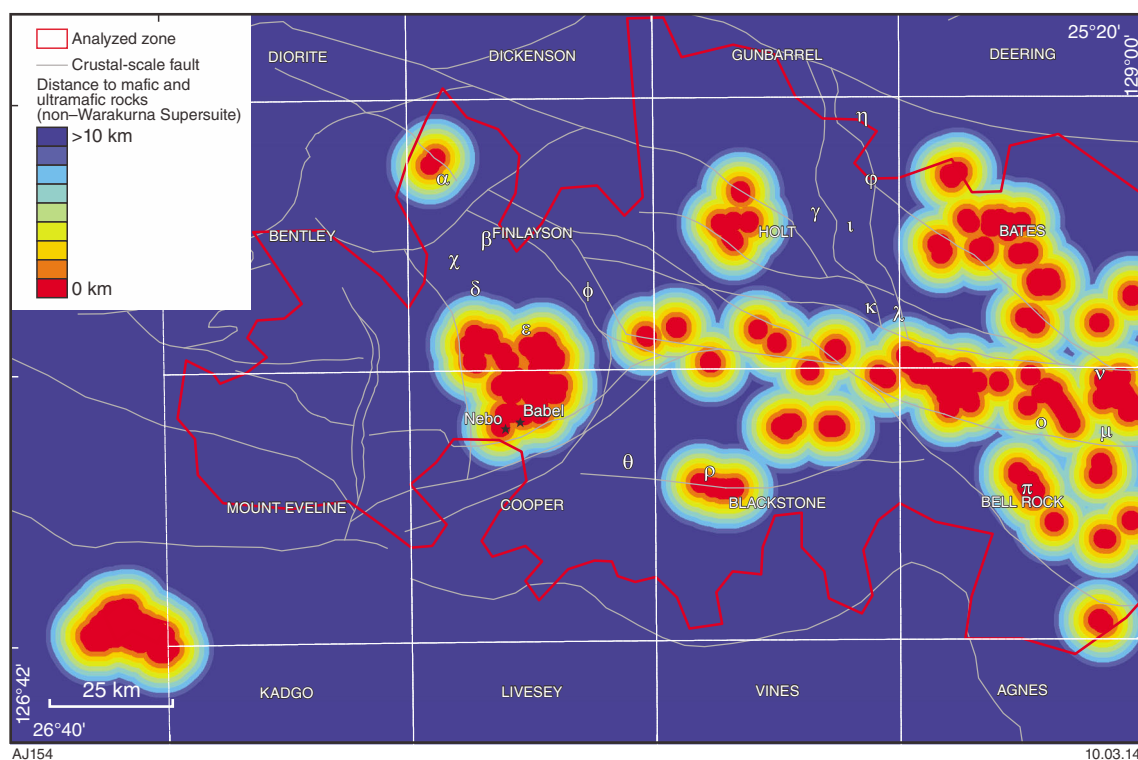 Analyzed zone
Crustal-scale fault
Distance to mafic and
ultramafic rocks
(non–Warakurna Supersuite)
>10 km
0 km
DIORITE
DICKENSON
GUNBARREL
DEERING
25°20'
129°00'
η
α
φ
γ
ι
BENTLEY
β
FINLAYSON
HOLT
BATES
χ
δ
ϕ
κ
λ
ε
ν
Nebo
Babel
ο
μ
θ
ρ
π
MOUNT EVELINE
COOPER
BLACKSTONE
BELL ROCK
126°42'
25 km
26°40'
KADGO
LIVESEY
VINES
AGNES
AJ154
10.03.14